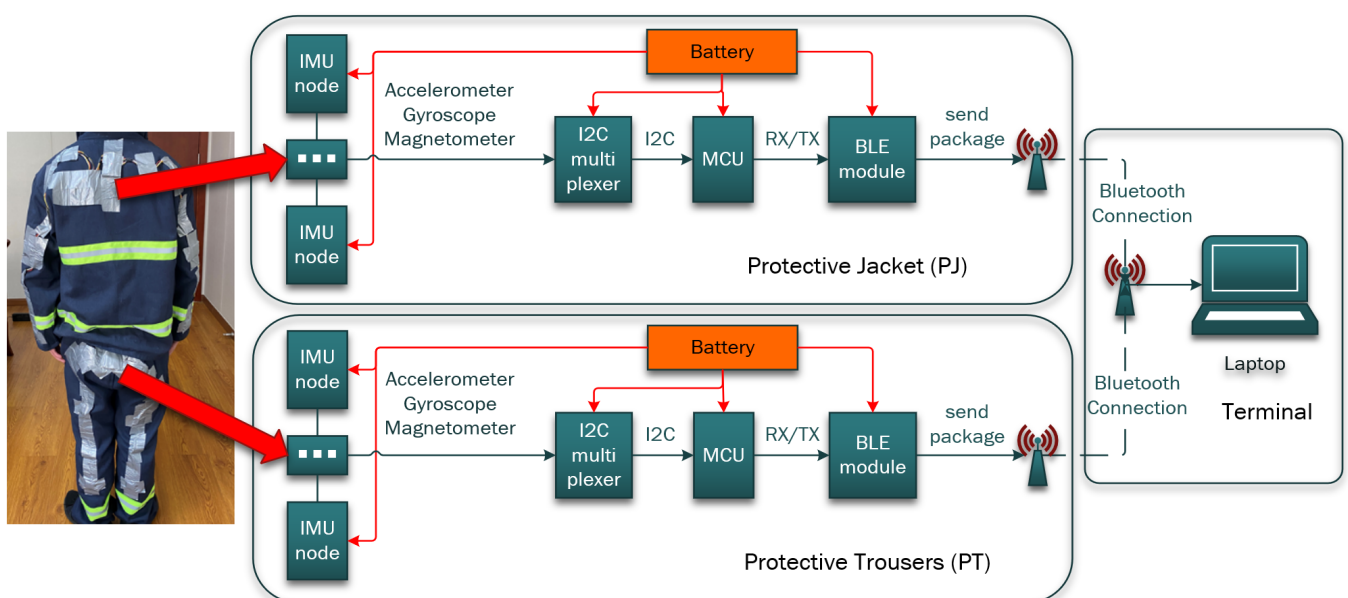 Battery
IMU
node
Accelerometer
Gyroscope
Magnetometer
I2C
multi
plexer
I2C
MCU
RX/TX
BLE
module
send
package
IMU
node
Protective Jacket (PJ)
Battery
IMU
node
Accelerometer
Gyroscope
Magnetometer
I2C
multi
plexer
I2C
MCU
RX/TX
BLE
module
send
package
IMU
node
Protective Trousers (PT)
Bluetooth
Connection
Laptop
Bluetooth
Connection
Terminal